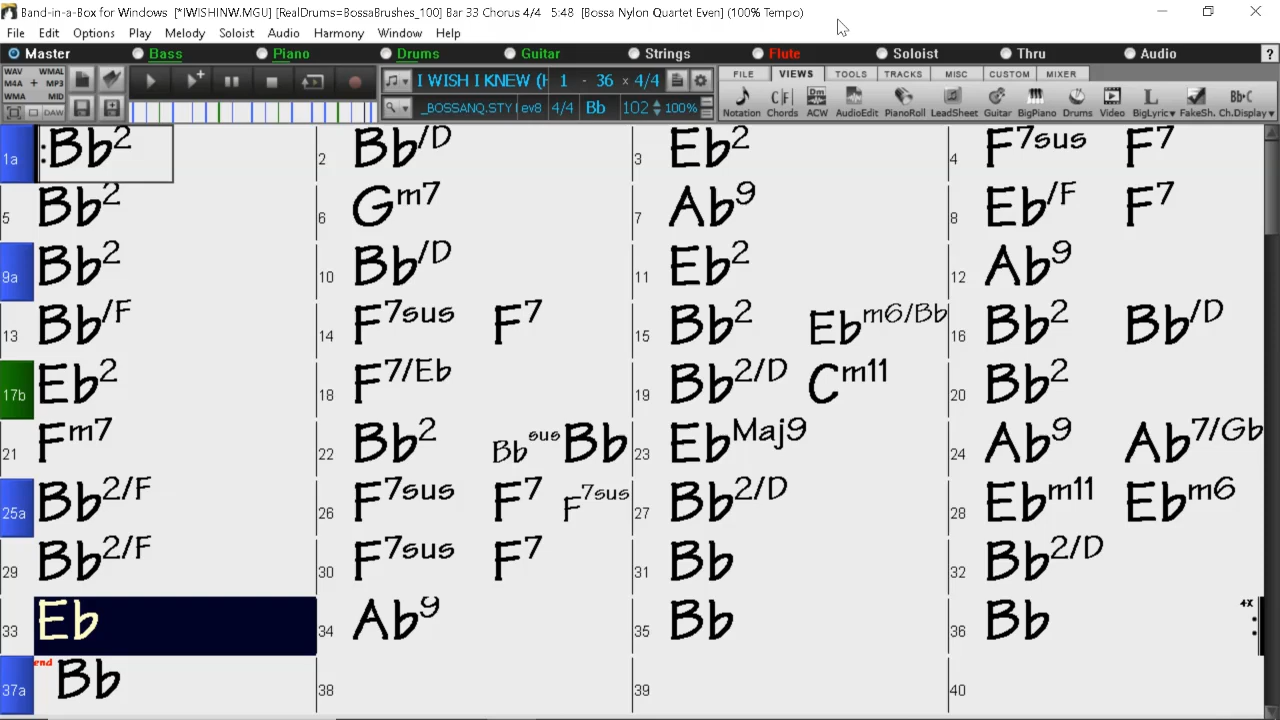 Band-in-a-Box for Windows [*IWISHINW.MGU] [RealDrums=BossaBrushes_100] Bar 33 Chorus 4/4 5:48 [Bossa Nylon Quartet Even] (100% Tempo)
File Edit Options Play Melody Soloist Audio Harmony Window Help
Master Bass Piano Drums Guitar Strings Flute Soloist Thru Audio ?
WAV WMAL
M4A + MP3
WMA MID
DAW
I WISH I KNEW (H 1 - 36 x 4/4
_BOSSANQ.STY ev8 4/4 Bb 102 100%
FILE VIEWS TOOLS TRACKS MISC CUSTOM MIXER
Notation Chords ACW AudioEdit PianoRoll LeadSheet Guitar BigPiano Drums Video BigLyric FakeSh. Ch.Display
1a :Bb2 2 Bb/D 3 Eb2 4 F7sus F7
5 Bb2 6 Gm7 7 Ab9 8 Eb/F F7
9a Bb2 10 Bb/D 11 Eb2 12 Ab9
13 Bb/F 14 F7sus F7 15 Bb2 Ebm6/Bb 16 Bb2 Bb/D
17b Eb2 18 F7/Eb 19 Bb2/D Cm11 20 Bb2
21 Fm7 22 Bb2 Bbsus Bb 23 EbMaj9 24 Ab9 Ab7/Gb
25a Bb2/F 26 F7sus F7 F7sus 27 Bb2/D 28 Ebm11 Ebm6
29 Bb2/F 30 F7sus F7 31 Bb 32 Bb2/D
33 Eb 34 Ab9 35 Bb 36 Bb +x
37a end Bb 38 39 40